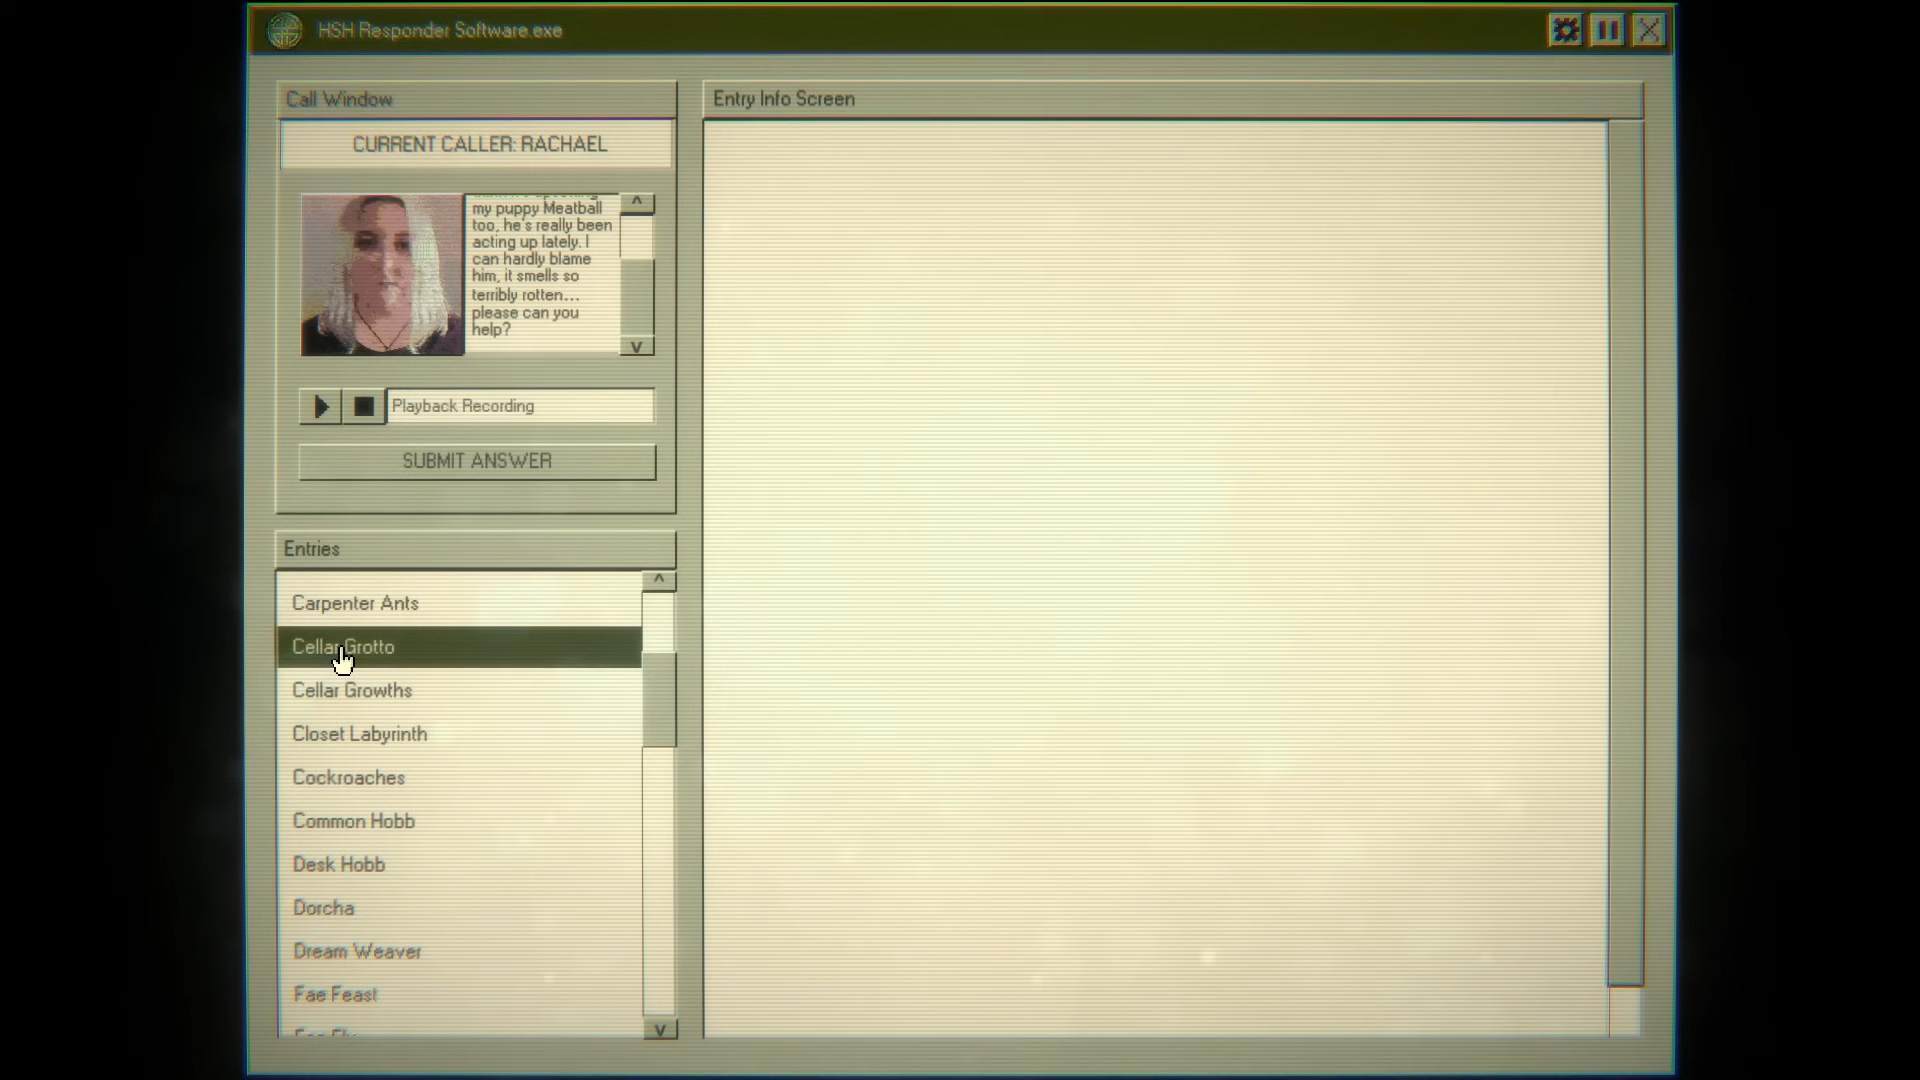 HSH Responder Software.exe
Call Window
CURRENT CALLER: RACHAEL
my puppy Meatball
too, he's really been
acting up lately. I
can hardly blame
him, it smells so
terribly rotten...
please can you
help?
Playback Recording
SUBMIT ANSWER
Entries
Carpenter Ants
Cellar Grotto
Cellar Growths
Closet Labyrinth
Cockroaches
Common Hobb
Desk Hobb
Dorcha
Dream Weaver
Fae Feast
Entry Info Screen